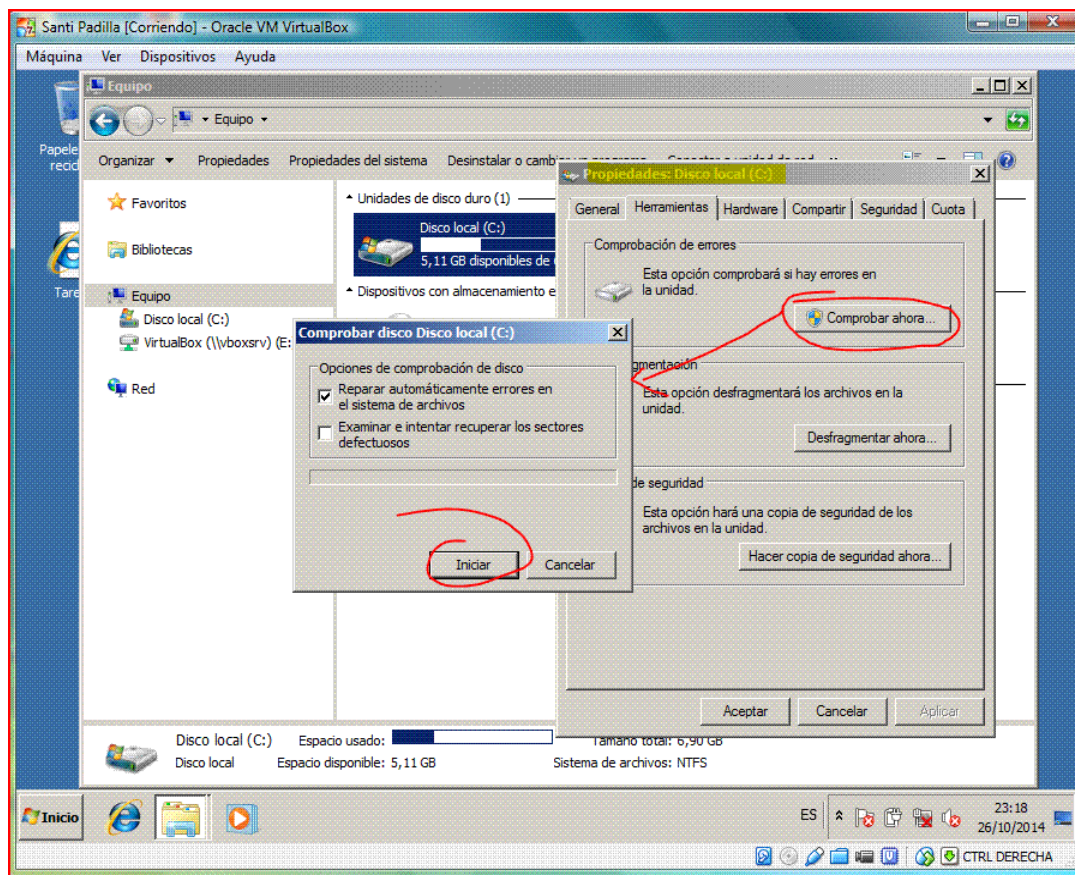 Santi Padilla [Corriendo] - Oracle VM VirtualBox
Máquina Ver Dispositivos Ayuda
Equipo
Equipo
Organizar Propiedades Propiedades del sistema Desinstalar o
Papele
recid
Tare
Favoritos
Bibliotecas
Equipo
Disco local (C:)
VirtualBox (\\vboxsrv) (E:
Red
Unidades de disco duro (1)
Disco local (C:)
5,11 GB disponibles de
Dispositivos con almacenamiento e
Propiedades: Disco local (C:)
General Herramientas Hardware Compartir Seguridad Cuota
Comprobación de errores
Esta opción comprobará si hay errores en
la unidad.
Comprobar ahora...
gmentación
Esta opción desfragmentará los archivos en la
unidad.
Desfragmentar ahora...
de seguridad
Esta opción hará una copia de seguridad de los
archivos en la unidad.
Hacer copia de seguridad ahora...
Aceptar Cancelar Aplicar
Comprobar disco Disco local (C:)
Opciones de comprobación de disco
Reparar automáticamente errores en
el sistema de archivos
Examinar e intentar recuperar los sectores
defectuosos
Iniciar Cancelar
Disco local (C:) Espacio usado: Tamaño total: 6,90 GB
Disco local Espacio disponible: 5,11 GB Sistema de archivos: NTFS
Inicio
ES
23:18
26/10/2014
CTRL DERECHA